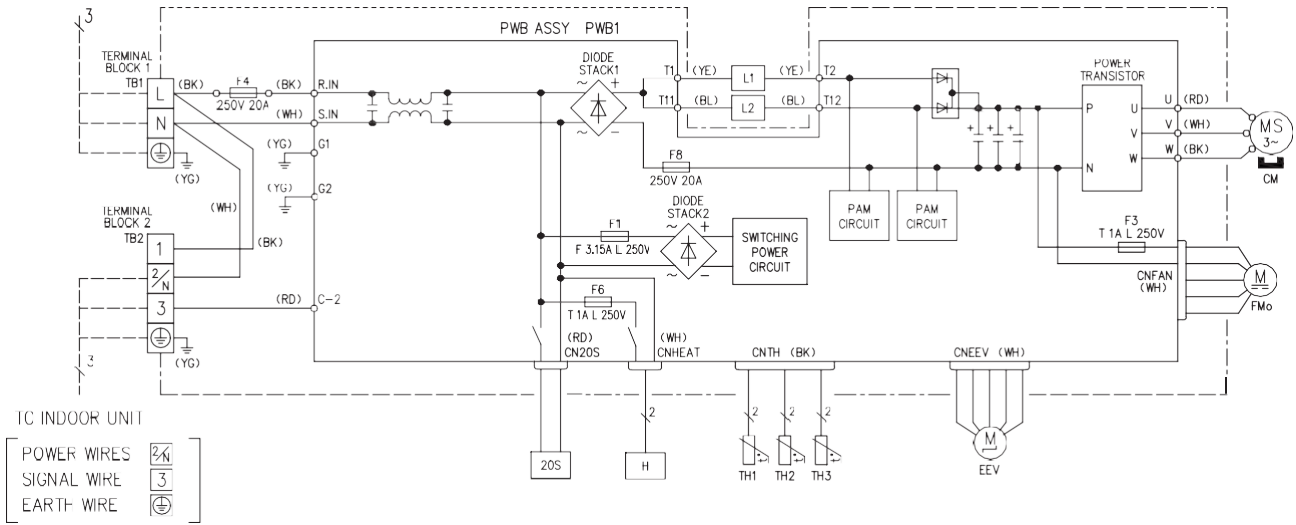 3
PWB ASSY PWB1
TERMINAL
BLOCK 1
TB1
L
N
(BK)
F4
250V 20A
(BK)
(WH)
(YG)
R.IN
S.IN
(YG)
G1
(YG)
G2
DIODE
STACK1
~
+
~
−
T1
(YE)
L1
(YE)
T2
T11
(BL)
L2
(BL)
T12
F8
250V 20A
PAM
CIRCUIT
PAM
CIRCUIT
+
+
+
POWER
TRANSISTOR
P
N
U
V
W
U
(RD)
V
(WH)
W
(BK)
MS
3~
CM
(WH)
(BK)
TERMINAL
BLOCK 2
TB2
1
2/N
3
(RD)
C-2
(YG)
3
F1
F 3.15A L 250V
DIODE
STACK2
~
+
~
−
SWITCHING
POWER
CIRCUIT
F6
T 1A L 250V
F3
T 1A L 250V
CNFAN
(WH)
M
FMo
(RD)
CN20S
(WH)
CNHEAT
CNTH (BK)
CNEEV (WH)
2
2
2
2
20S
H
t
t
t
TH1
TH2
TH3
M
EEV
TC INDOOR UNIT
POWER WIRES 2/N
SIGNAL WIRE 3
EARTH WIRE